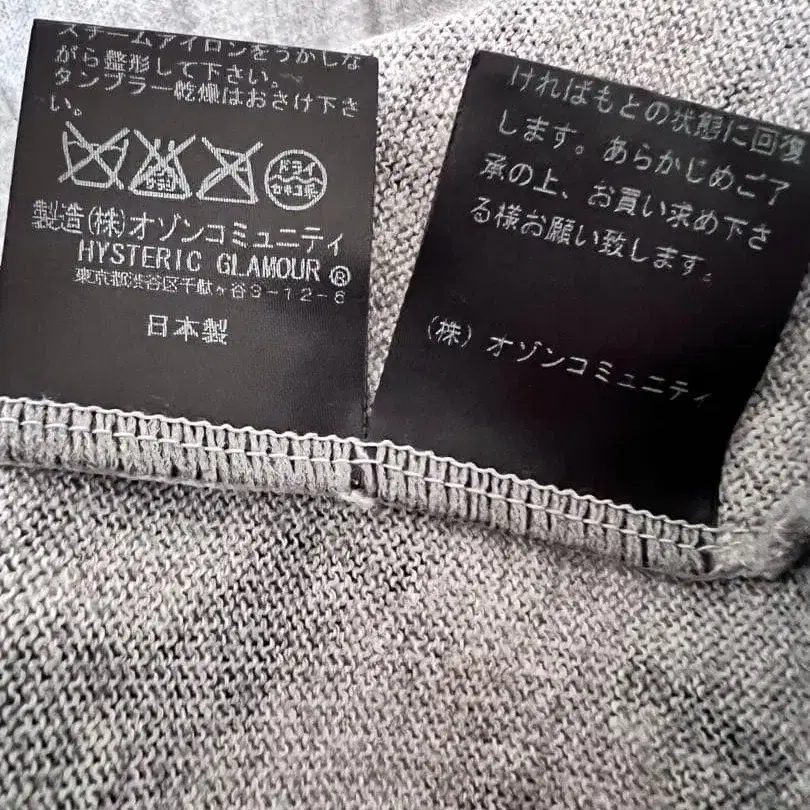 スチームアイロンをうかしな
がら整形して下さい。
タンブラー乾燥はおさけ下さ
い。
ドライ
セキユ系
製造(株)オゾンコミュニティ
HYSTERIC GLAMOUR®
東京都渋谷区千駄ヶ谷3-12-6
日本製
ければもとの状態に回復
します。あらかじめご了
承の上、お買い求め下さ
る様お願い致します。
(株) オゾンコミュニティ